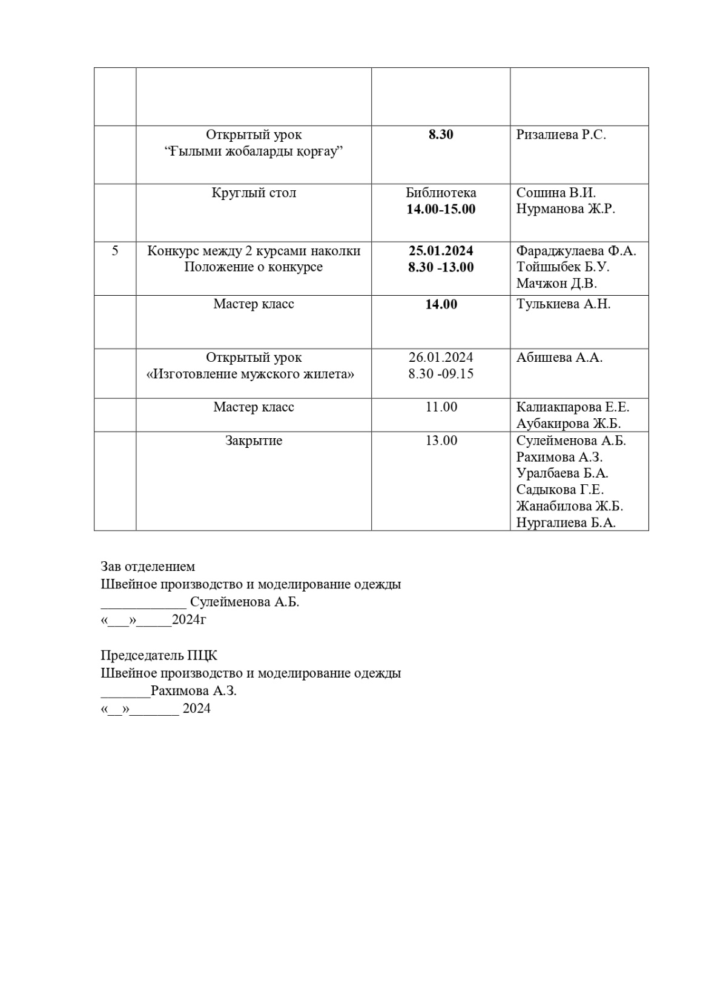 Открытый урок
“Ғылыми жобаларды қорғау”
8.30
Ризалиева Р.С.
Круглый стол
Библиотека
14.00-15.00
Сошина В.И.
Нурманова Ж.Р.
5
Конкурс между 2 курсами наколки
Положение о конкурсе
25.01.2024
8.30 -13.00
Фараджулаева Ф.А.
Тойшыбек Б.У.
Мачжон Д.В.
Мастер класс
14.00
Тулькиева А.Н.
Открытый урок
«Изготовление мужского жилета»
26.01.2024
8.30 -09.15
Абишева А.А.
Мастер класс
11.00
Калиакпарова Е.Е.
Аубакирова Ж.Б.
Закрытие
13.00
Сулейменова А.Б.
Рахимова А.З.
Уралбаева Б.А.
Садыкова Г.Е.
Жанабилова Ж.Б.
Нургалиева Б.А.
Зав отделением
Швейное производство и моделирование одежды
____________ Сулейменова А.Б.
«___»_____2024г
Председатель ПЦК
Швейное производство и моделирование одежды
_______Рахимова А.З.
«__»_______ 2024